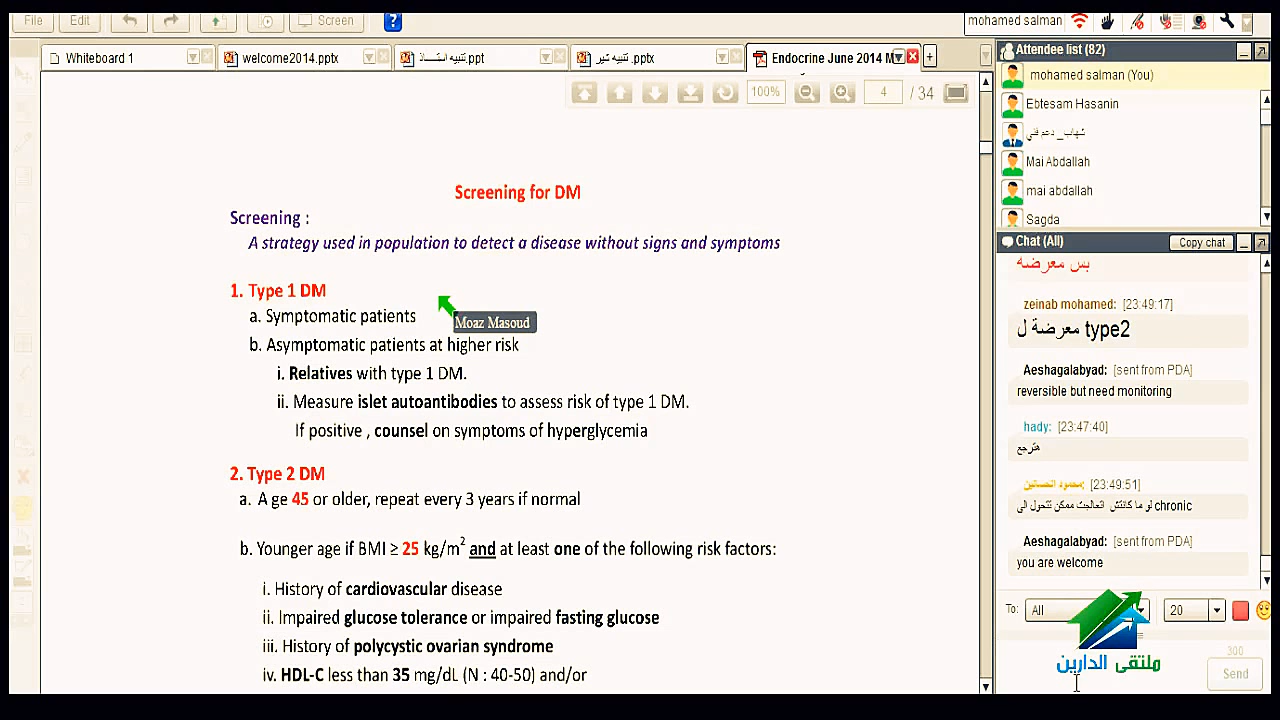 File
Edit
Screen
?
mohamed salman
Whiteboard 1
welcome2014.pptx
تنبيه استــــاذ.ppt
تنبيه تير.pptx
Endocrine June 2014 M
+
100%
4 / 34
Screening for DM
Screening :
A strategy used in population to detect a disease without signs and symptoms
1. Type 1 DM
a. Symptomatic patients
Moaz Masoud
b. Asymptomatic patients at higher risk
i. Relatives with type 1 DM.
ii. Measure islet autoantibodies to assess risk of type 1 DM.
If positive , counsel on symptoms of hyperglycemia
2. Type 2 DM
a. A ge 45 or older, repeat every 3 years if normal
b. Younger age if BMI ≥ 25 kg/m2 and at least one of the following risk factors:
i. History of cardiovascular disease
ii. Impaired glucose tolerance or impaired fasting glucose
iii. History of polycystic ovarian syndrome
iv. HDL-C less than 35 mg/dL (N : 40-50) and/or
Attendee list (82)
mohamed salman (You)
Ebtesam Hasanin
شهاب_ دعم فني
Mai Abdallah
mai abdallah
Sagda
Chat (All)
Copy chat
بس معرضه
zeinab mohamed: [23:49:17]
معرضة ل type2
Aeshagalabyad: [sent from PDA]
reversible but need monitoring
hady: [23:47:40]
هترجع
[23:49:51]
لو ما كانتش اتعالجت ممكن تتحول الى chronic
Aeshagalabyad: [sent from PDA]
you are welcome
To:
All
20
ملتقى الدارين
300
Send